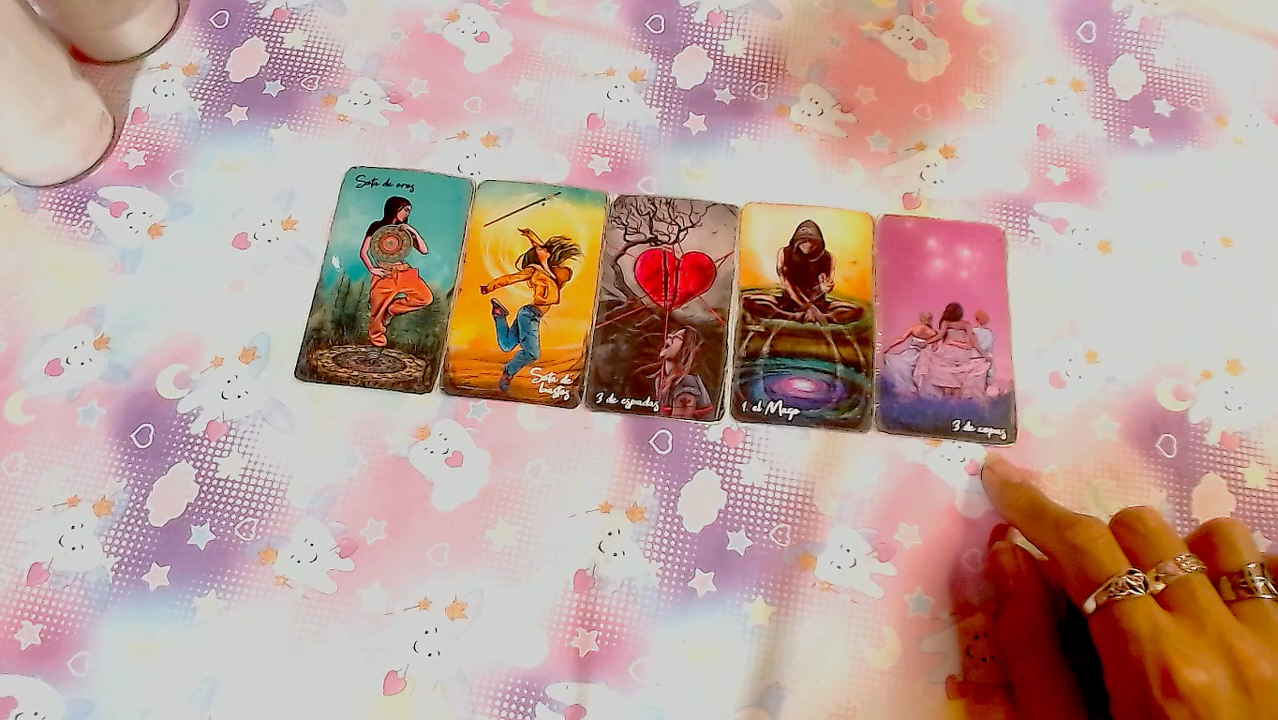 Sota de oros
Sota de
bastos
3 de espadas
1. el Mago
3 de copas